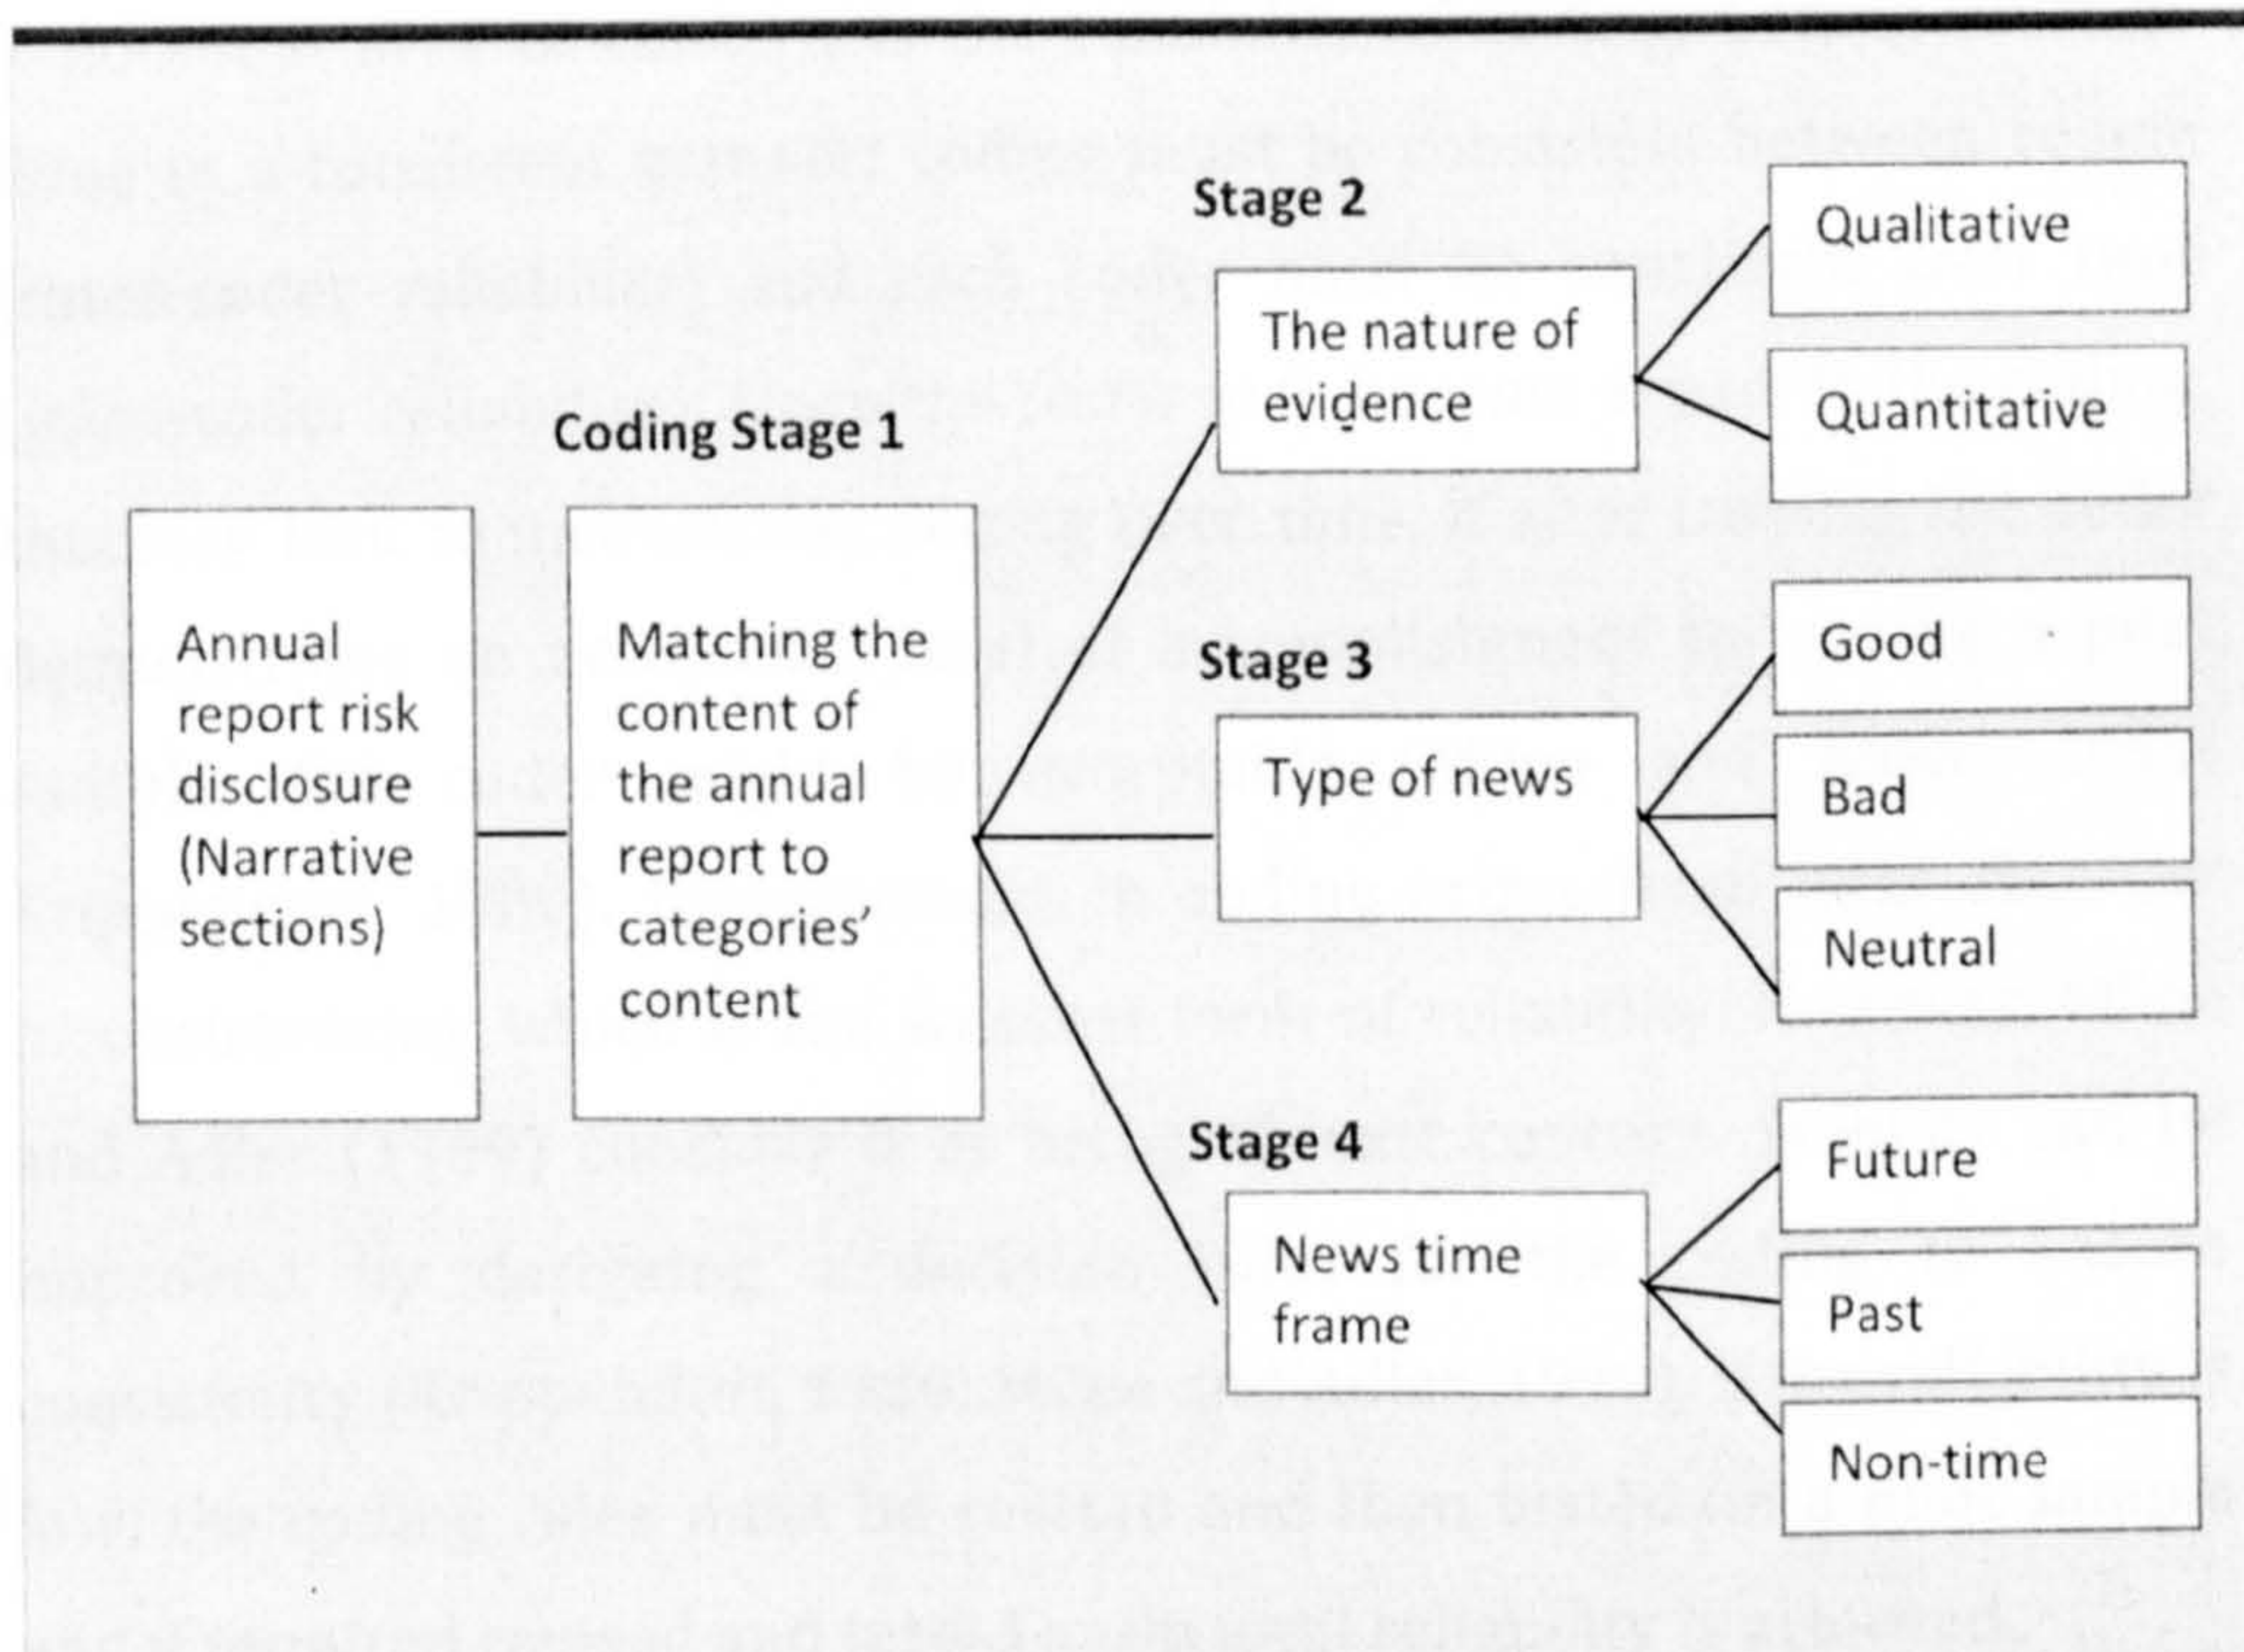 Coding Stage 1
Annual
report risk
disclosure
(Narrative
sections)
Matching the
content of
the annual
report to
categories'
content
Stage 2
The nature of
evidence
Qualitative
Quantitative
Stage 3
Type of news
Good
Bad
Neutral
Stage 4
News time
frame
Future
Past
Non-time